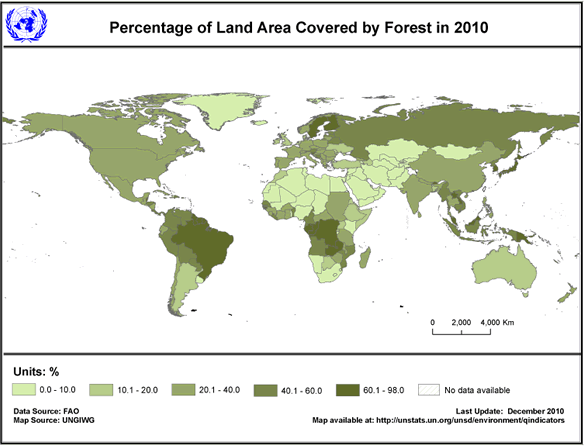 Percentage of Land Area Covered by Forest in 2010
0 2,000 4,000 Km
Units: %
0.0 - 10.0 10.1 - 20.0 20.1 - 40.0 40.1 - 60.0 60.1 - 98.0 No data available
Data Source: FAO Last Update: December 2010
Map Source: UNGIWG Map available at: http://unstats.un.org/unsd/environment/qindicators